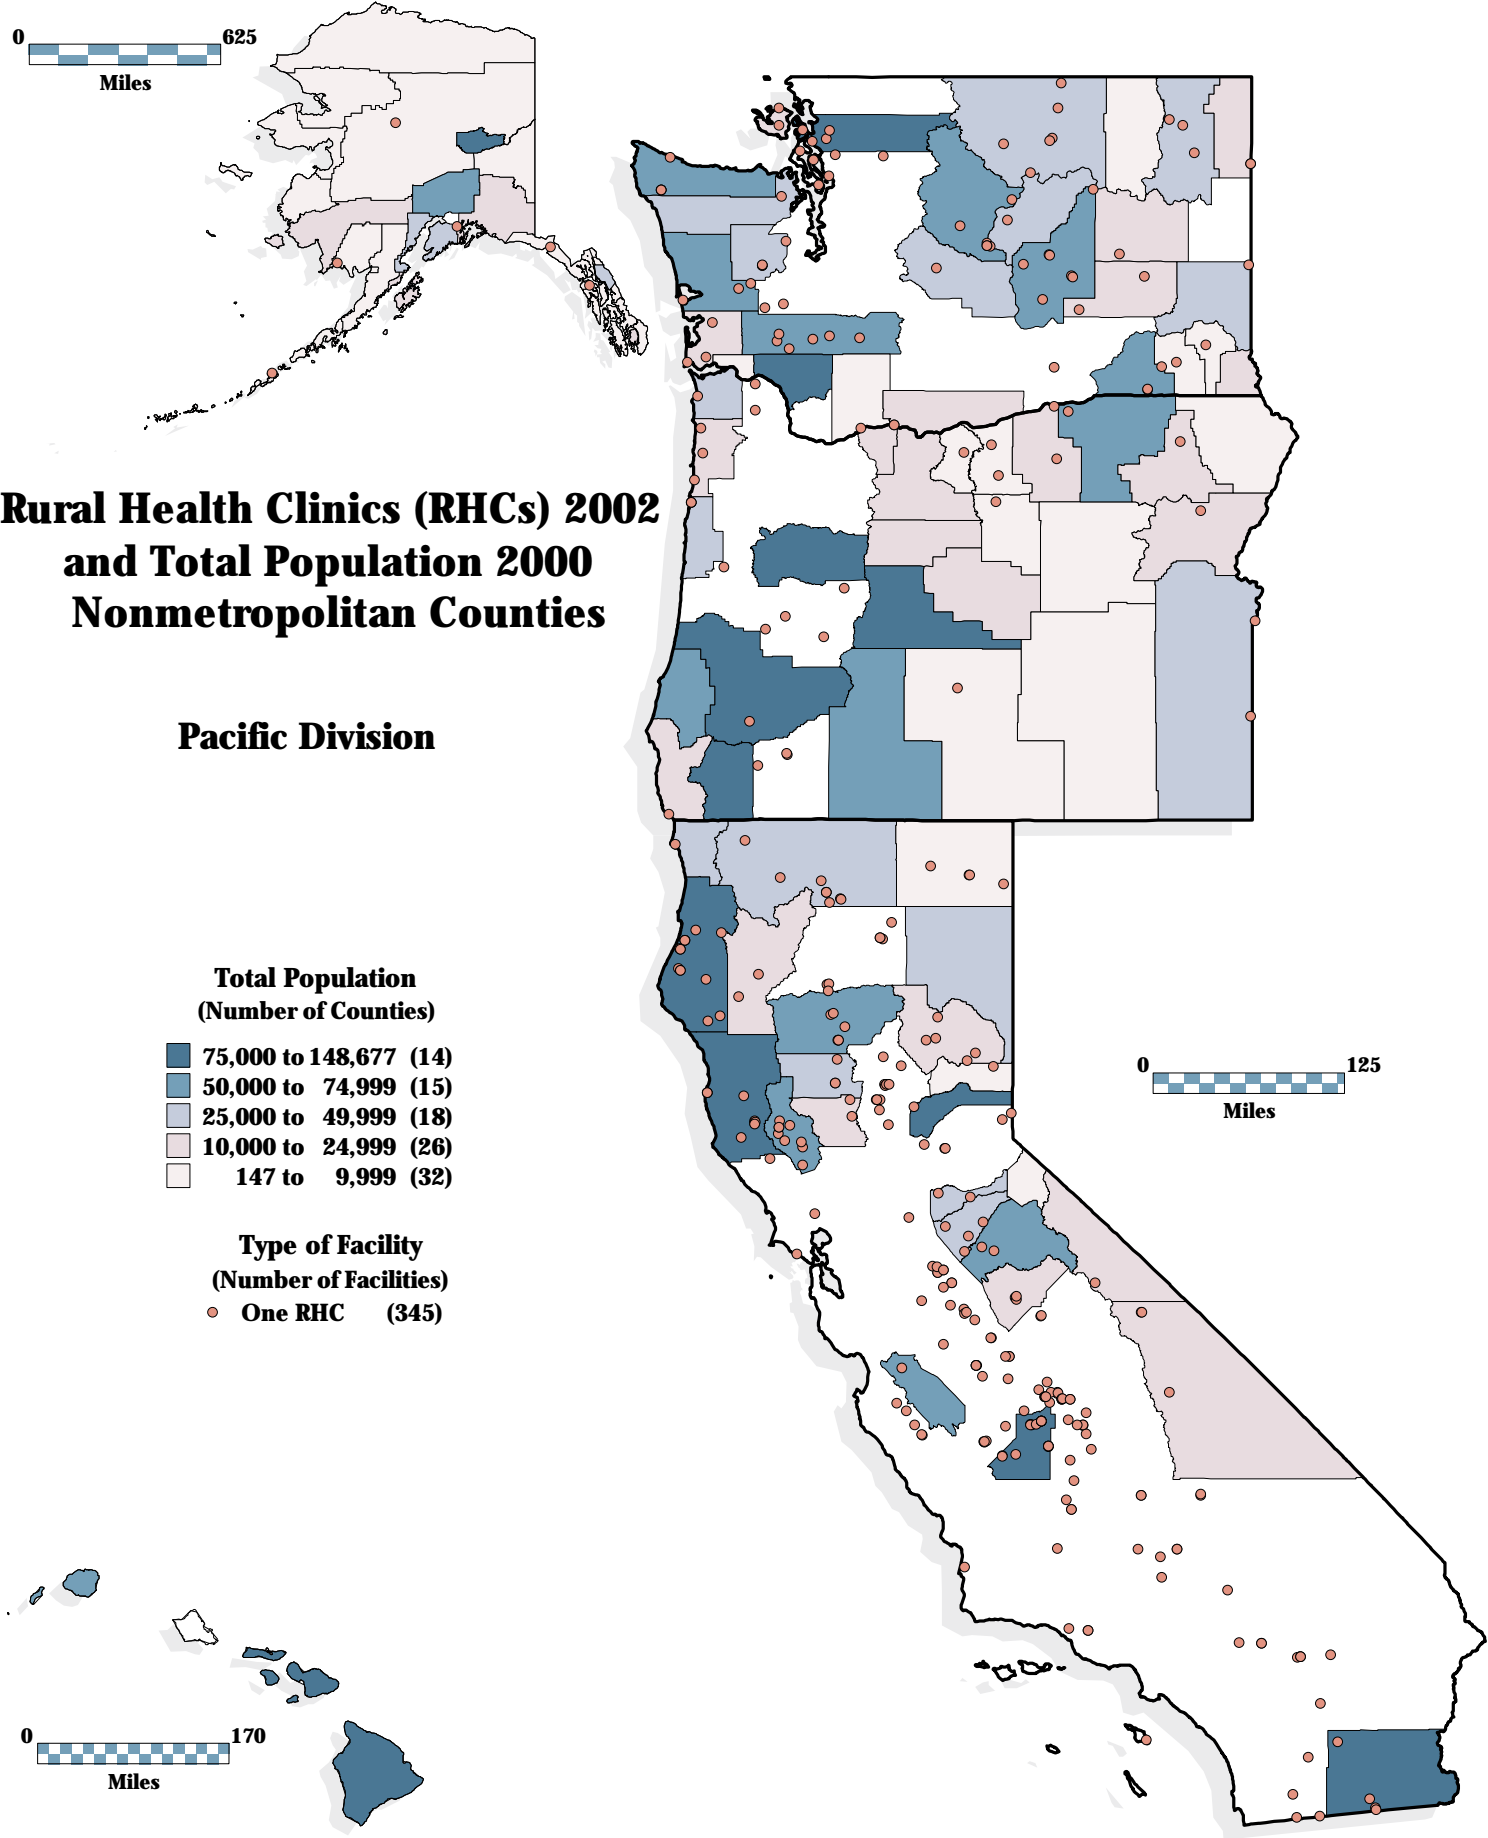 0 625
Miles
Rural Health Clinics (RHCs) 2002
and Total Population 2000
Nonmetropolitan Counties
Pacific Division
Total Population
(Number of Counties)
75,000 to 148,677 (14)
50,000 to 74,999 (15)
25,000 to 49,999 (18)
10,000 to 24,999 (26)
147 to 9,999 (32)
Type of Facility
(Number of Facilities)
One RHC (345)
0 125
Miles
0 170
Miles